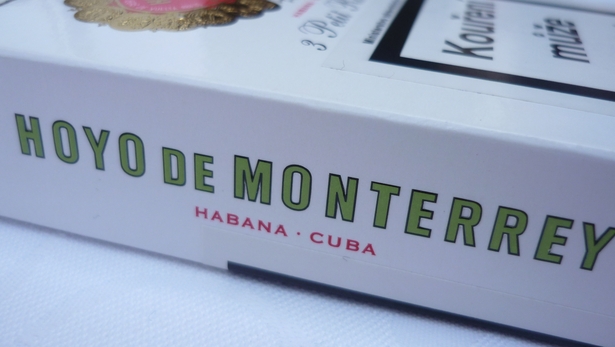 Kouření
může
HOYO DE MONTERREY
HABANA · CUBA